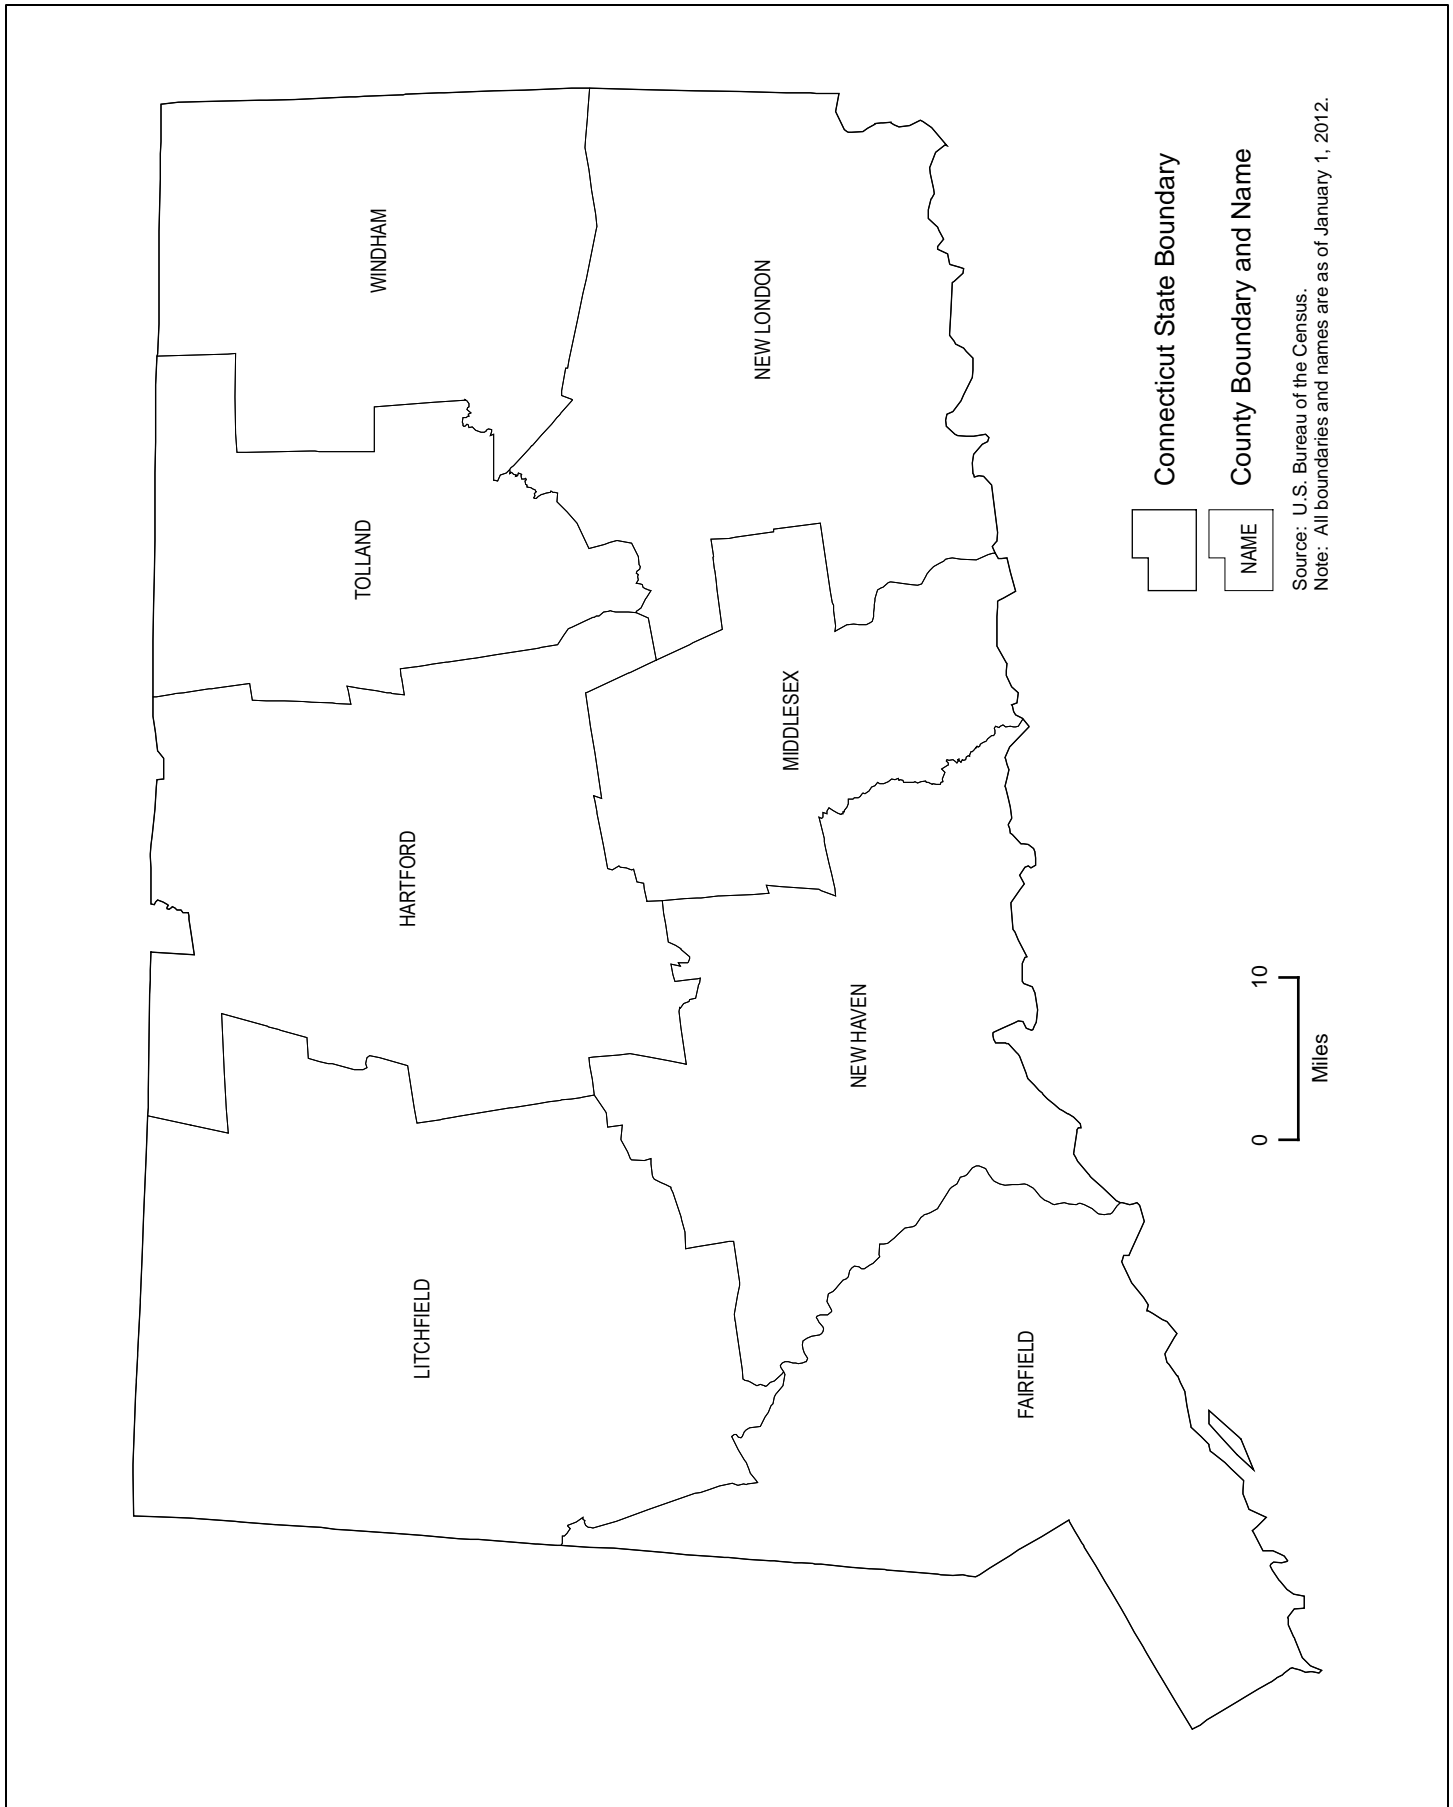 WINDHAM
TOLLAND
HARTFORD
LITCHFIELD
NEW LONDON
MIDDLESEX
NEW HAVEN
FAIRFIELD
Connecticut State Boundary
NAME
County Boundary and Name
Source: U.S. Bureau of the Census.
Note: All boundaries and names are as of January 1, 2012.
0 10
Miles